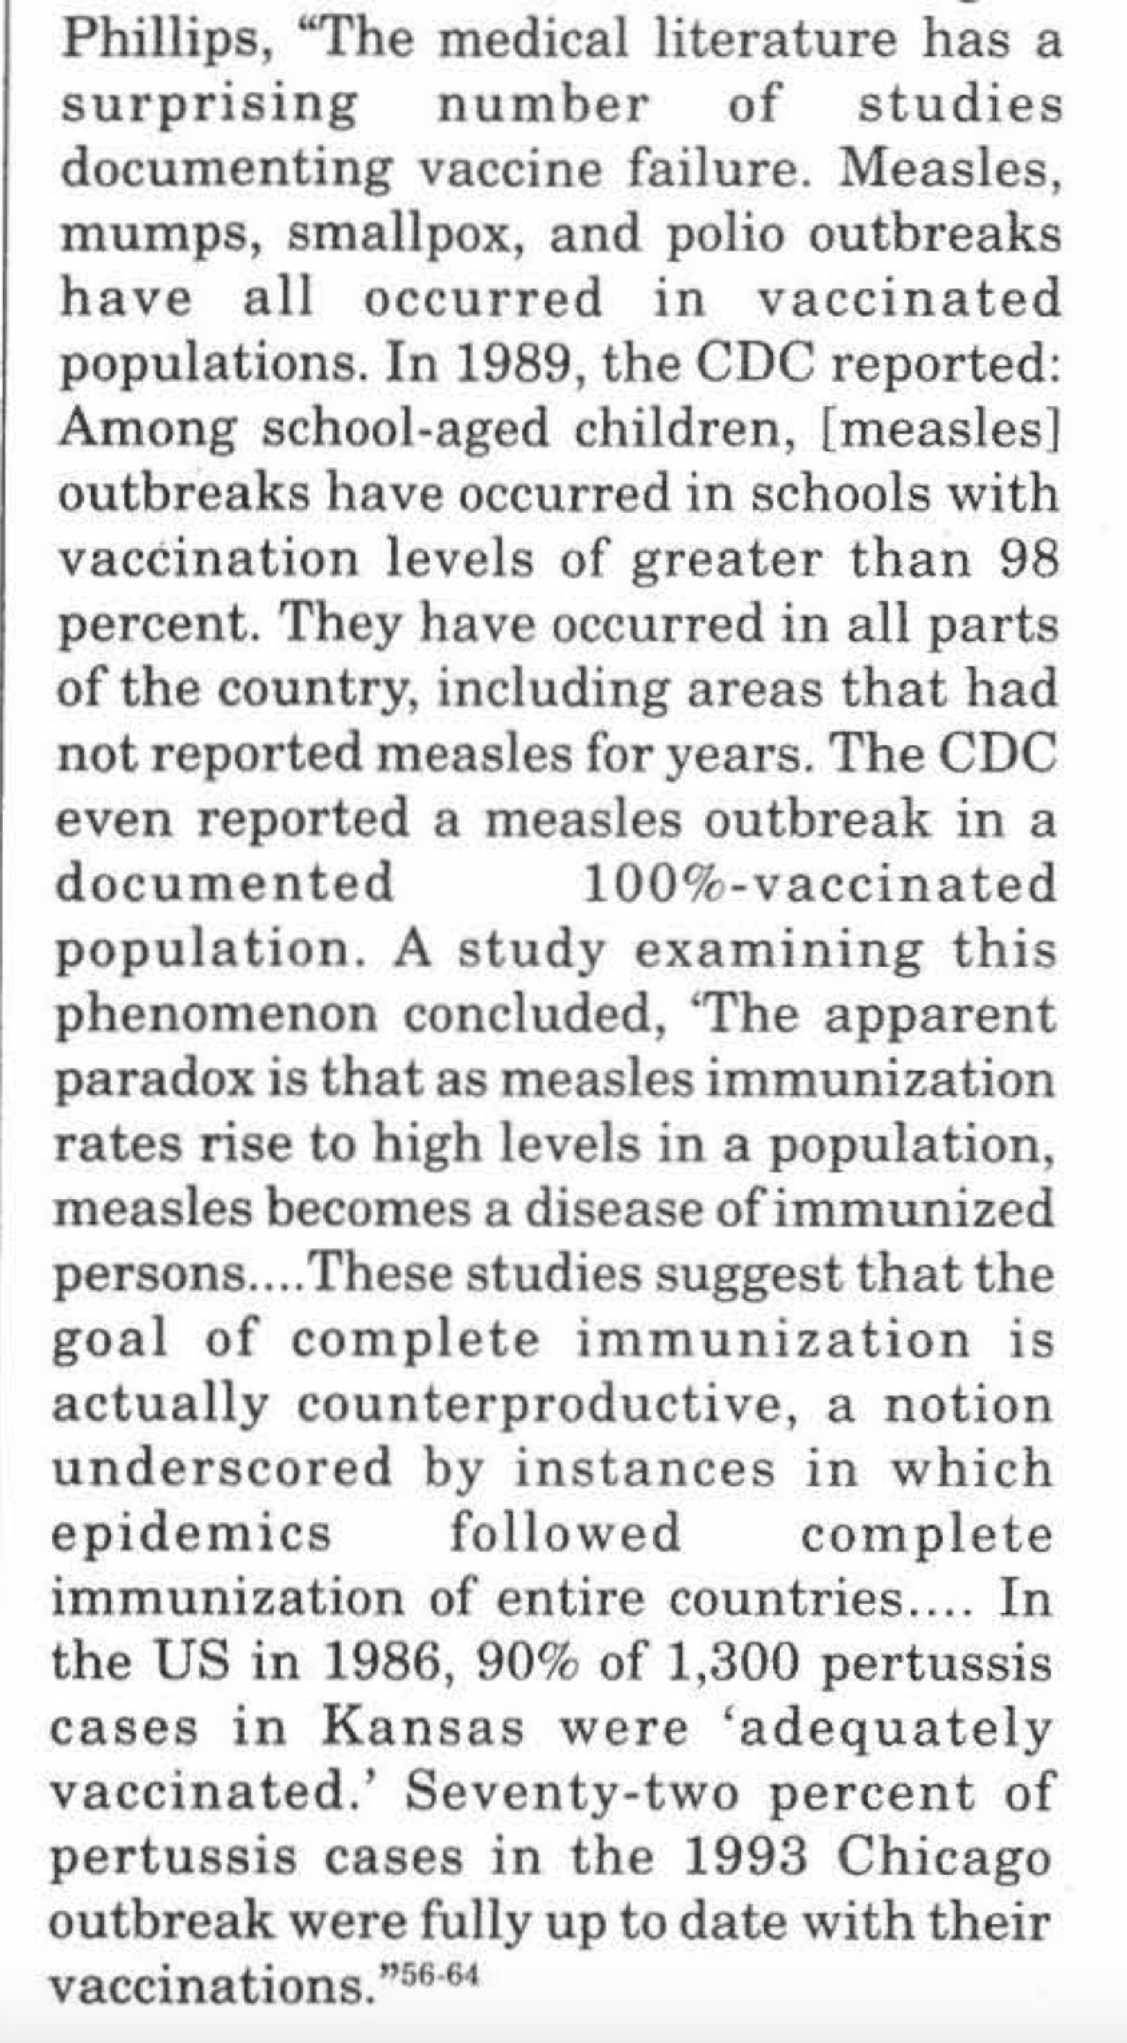 Phillips, “The medical literature has a
surprising number of studies
documenting vaccine failure. Measles,
mumps, smallpox, and polio outbreaks
have all occurred in vaccinated
populations. In 1989, the CDC reported:
Among school-aged children, [measles]
outbreaks have occurred in schools with
vaccination levels of greater than 98
percent. They have occurred in all parts
of the country, including areas that had
not reported measles for years. The CDC
even reported a measles outbreak in a
documented 100%-vaccinated
population. A study examining this
phenomenon concluded, ‘The apparent
paradox is that as measles immunization
rates rise to high levels in a population,
measles becomes a disease of immunized
persons....These studies suggest that the
goal of complete immunization is
actually counterproductive, a notion
underscored by instances in which
epidemics followed complete
immunization of entire countries.... In
the US in 1986, 90% of 1,300 pertussis
cases in Kansas were ‘adequately
vaccinated.’ Seventy-two percent of
pertussis cases in the 1993 Chicago
outbreak were fully up to date with their
vaccinations.”56-64